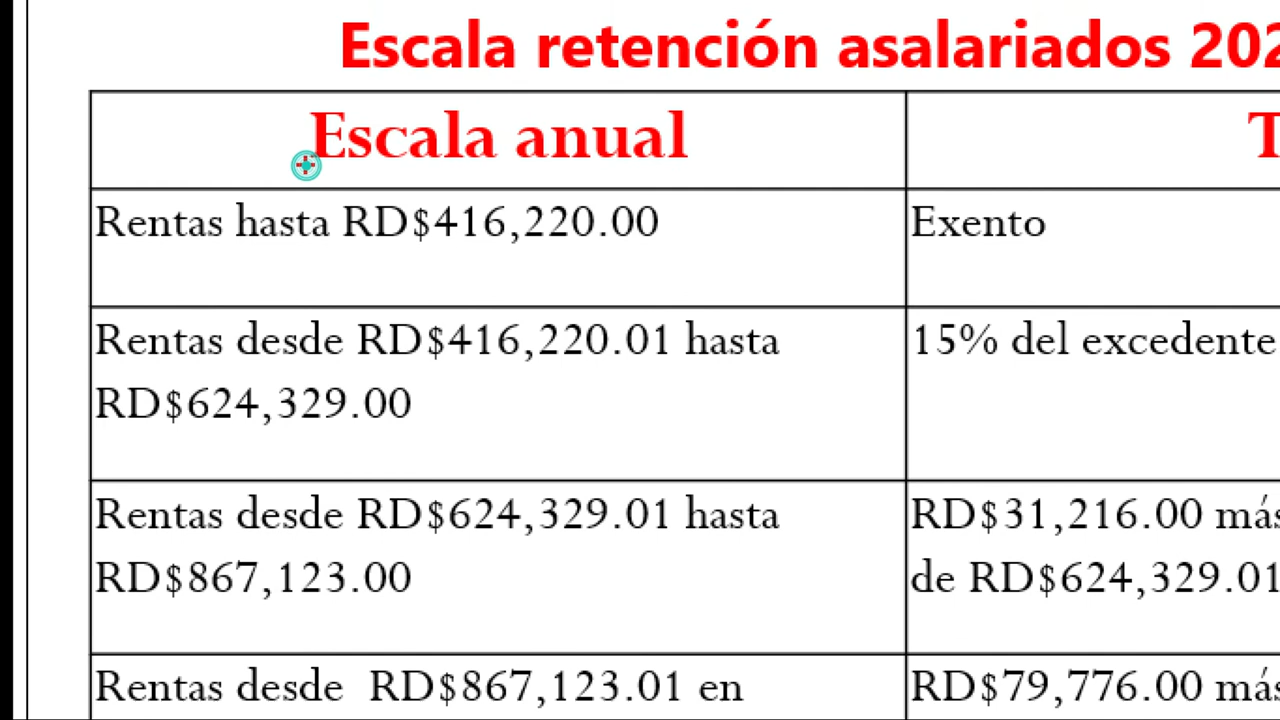 Escala retención asalariados 202
Escala anual
Rentas hasta RD$416,220.00
Exento
Rentas desde RD$416,220.01 hasta
RD$624,329.00
15% del excedente
Rentas desde RD$624,329.01 hasta
RD$867,123.00
RD$31,216.00 más
de RD$624,329.01
Rentas desde RD$867,123.01 en
RD$79,776.00 más